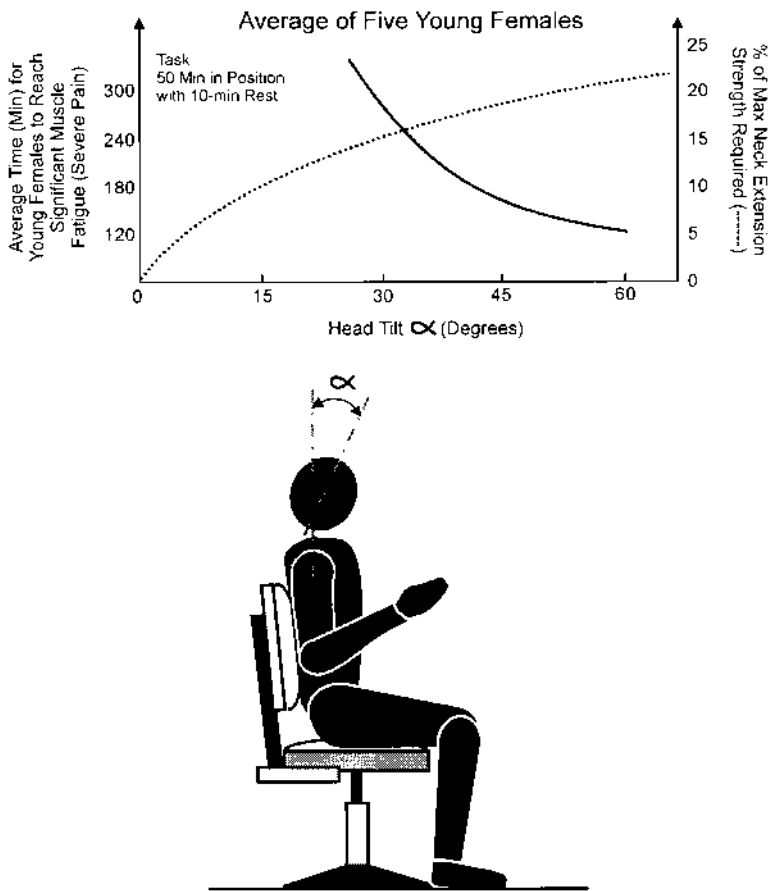 Average of Five Young Females
Average Time (Min) for
Young Females to Reach
Significant Muscle
Fatigue (Severe Pain)
300
240
180
120
Task
50 Min in Position
with 10-min Rest
25
20
15
10
5
0
% of Max Neck Extension
Strength Required (------)
0 15 30 45 60
Head Tilt α (Degrees)
α